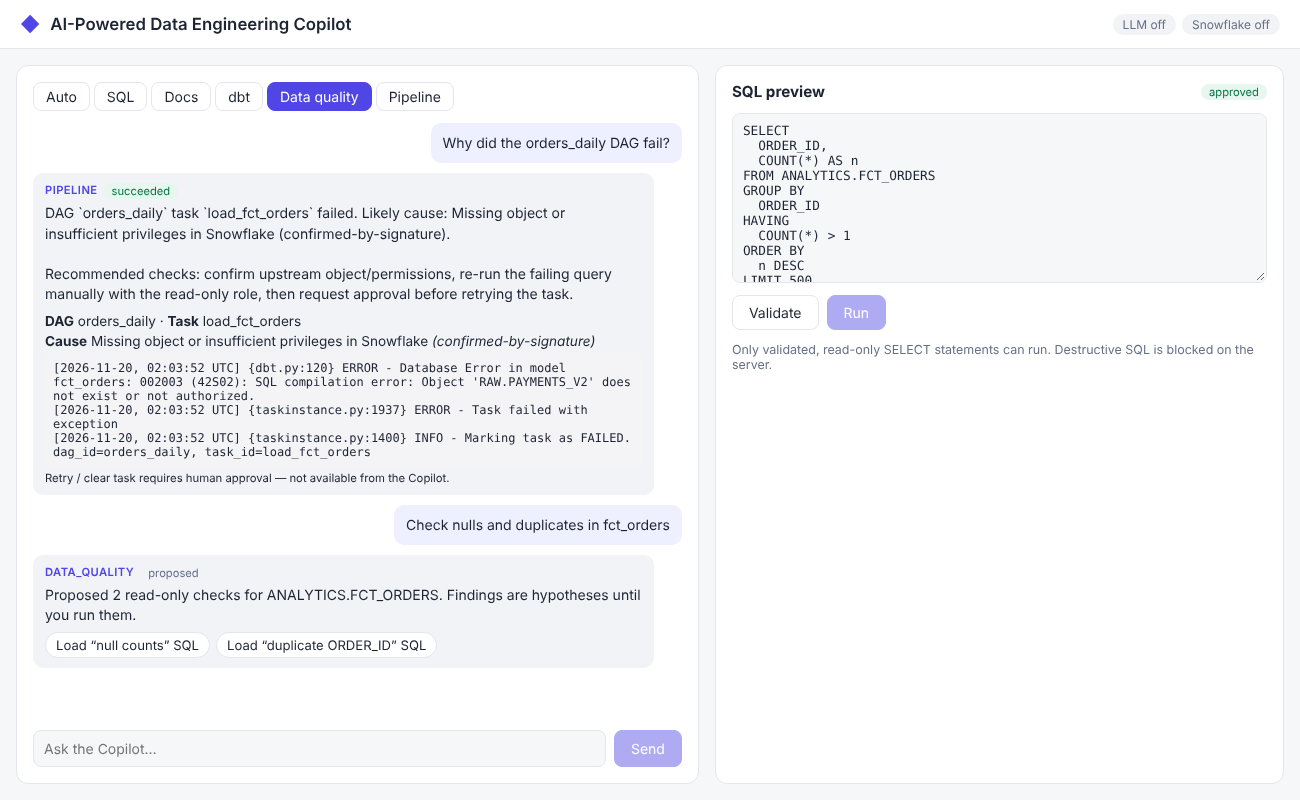 AI-Powered Data Engineering Copilot
LLM off
Snowflake off
Auto
SQL
Docs
dbt
Data quality
Pipeline
Why did the orders_daily DAG fail?
PIPELINE succeeded
DAG `orders_daily` task `load_fct_orders` failed. Likely cause: Missing object or
insufficient privileges in Snowflake (confirmed-by-signature).
Recommended checks: confirm upstream object/permissions, re-run the failing query
manually with the read-only role, then request approval before retrying the task.
DAG orders_daily · Task load_fct_orders
Cause Missing object or insufficient privileges in Snowflake (confirmed-by-signature)
[2026-11-20, 02:03:52 UTC] {dbt.py:120} ERROR - Database Error in model
fct_orders: 002003 (42S02): SQL compilation error: Object 'RAW.PAYMENTS_V2' does
not exist or not authorized.
[2026-11-20, 02:03:52 UTC] {taskinstance.py:1937} ERROR - Task failed with
exception
[2026-11-20, 02:03:52 UTC] {taskinstance.py:1400} INFO - Marking task as FAILED.
dag_id=orders_daily, task_id=load_fct_orders
Retry / clear task requires human approval — not available from the Copilot.
Check nulls and duplicates in fct_orders
DATA_QUALITY proposed
Proposed 2 read-only checks for ANALYTICS.FCT_ORDERS. Findings are hypotheses until
you run them.
Load “null counts” SQL
Load “duplicate ORDER_ID” SQL
Ask the Copilot...
Send
SQL preview
approved
SELECT
ORDER_ID,
COUNT(*) AS n
FROM ANALYTICS.FCT_ORDERS
GROUP BY
ORDER_ID
HAVING
COUNT(*) > 1
ORDER BY
n DESC
LIMIT 500
Validate
Run
Only validated, read-only SELECT statements can run. Destructive SQL is blocked on the
server.